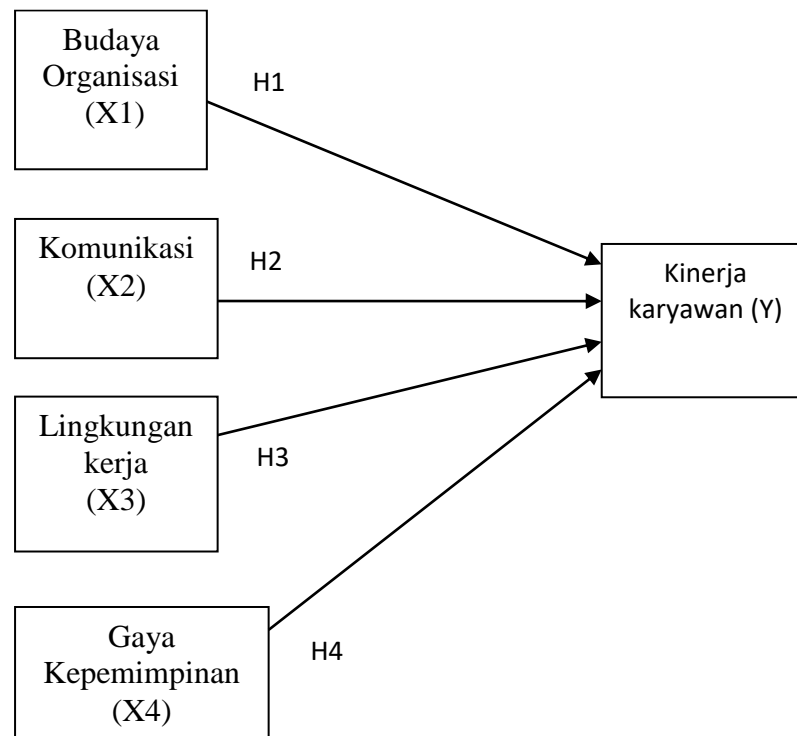 Budaya
Organisasi
(X1)
H1
Komunikasi
(X2)
H2
Kinerja
karyawan (Y)
Lingkungan
kerja
(X3)
H3
Gaya
Kepemimpinan
(X4)
H4